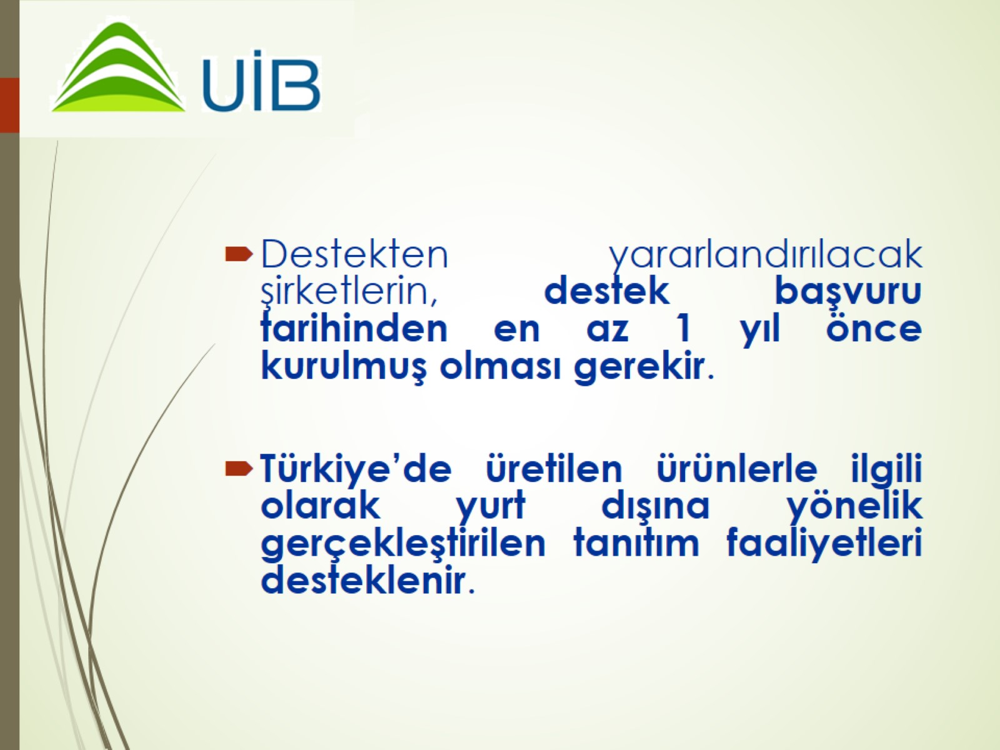 UİB
Destekten yararlandırılacak
şirketlerin, destek başvuru
tarihinden en az 1 yıl önce
kurulmuş olması gerekir.
Türkiye’de üretilen ürünlerle ilgili
olarak yurt dışına yönelik
gerçekleştirilen tanıtım faaliyetleri
desteklenir.